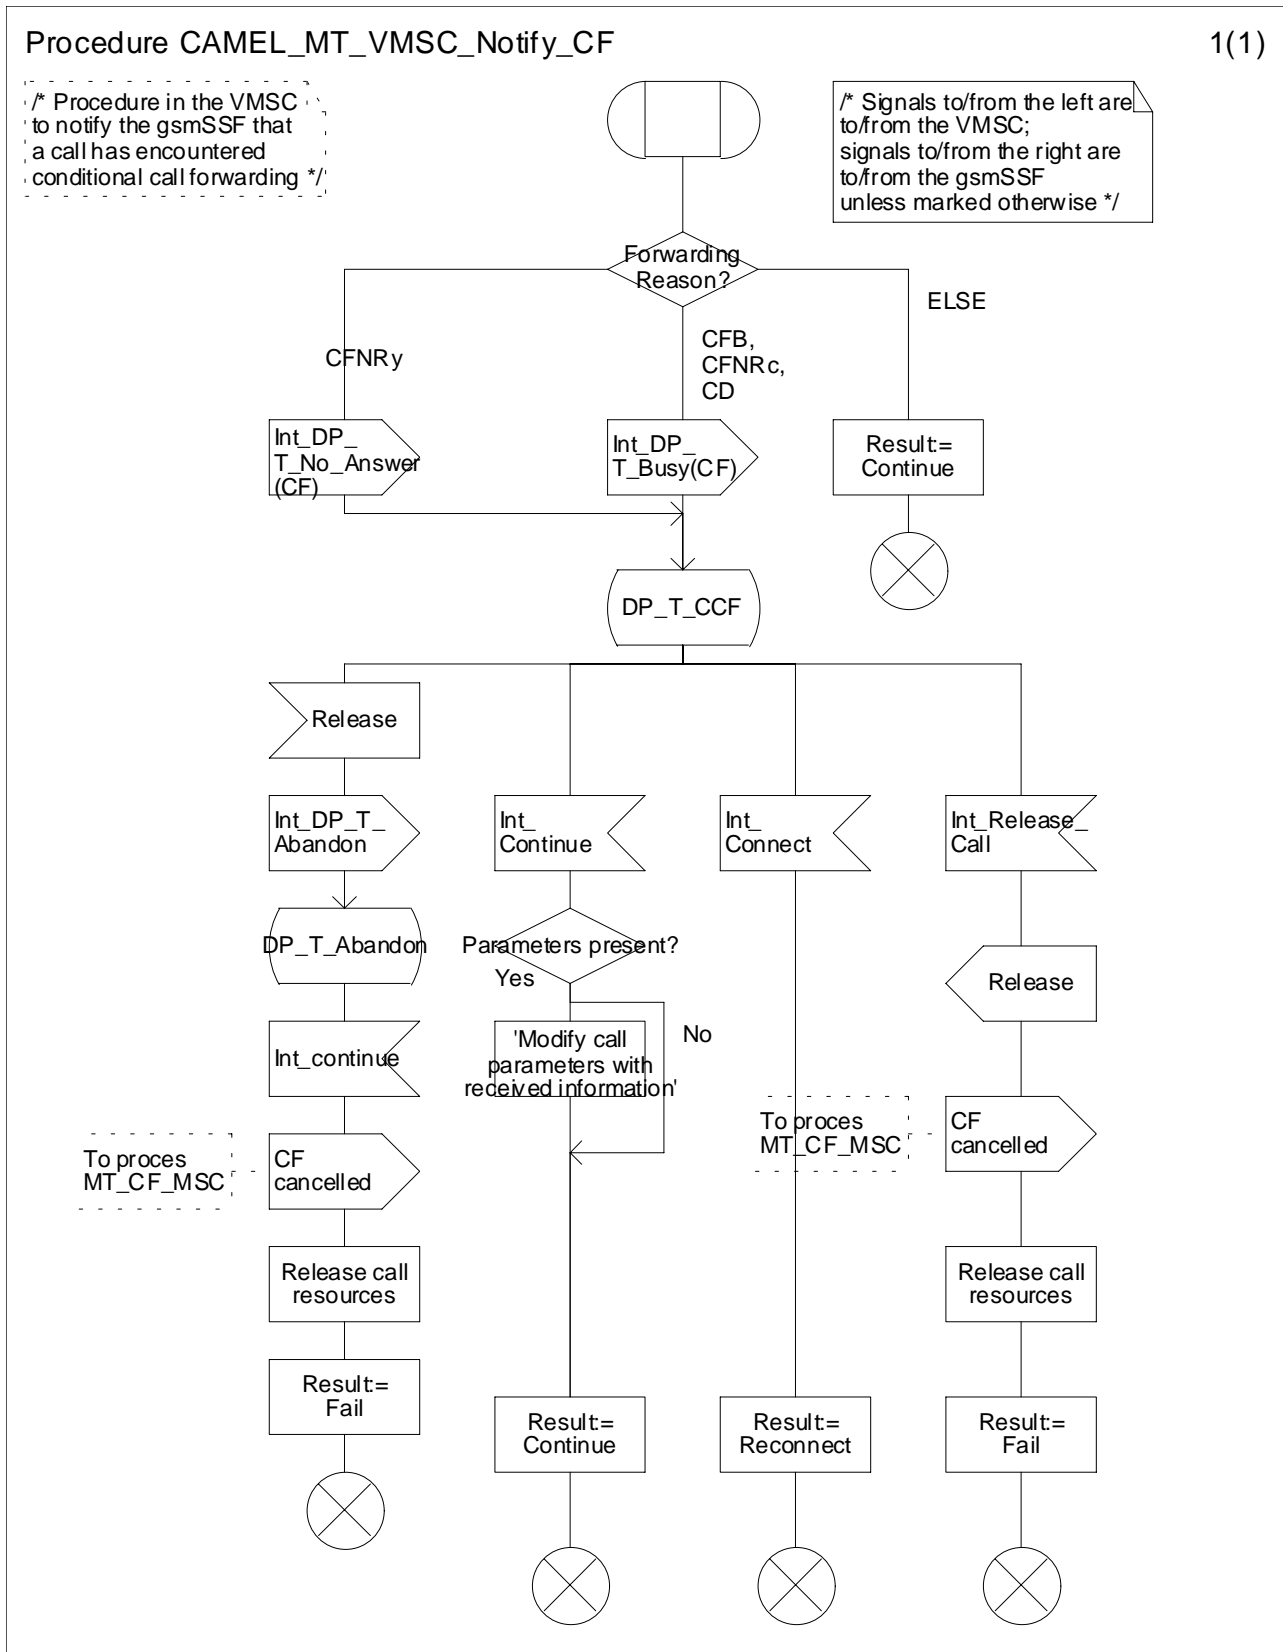 Procedure CAMEL_MT_VMSC_Notify_CF
1(1)
/* Procedure in the VMSC
to notify the gsmSSF that
a call has encountered
conditional call forwarding */
/* Signals to/from the left are
to/from the VMSC;
signals to/from the right are
to/from the gsmSSF
unless marked otherwise */
Forwarding
Reason?
ELSE
CFNRy
CFB,
CFNRc,
CD
Int_DP_
T_No_Answer
(CF)
Int_DP_
T_Busy(CF)
Result:=
Continue
DP_T_CCF
Release
Int_DP_T_
Abandon
Int_
Continue
Int_
Connect
Int_Release_
Call
DP_T_Abandon
Parameters present?
Yes
Release
Int_continue
'Modify call
parameters with
received information'
No
To proces
MT_CF_MSC
CF
cancelled
To proces
MT_CF_MSC
CF
cancelled
Release call
resources
Release call
resources
Result:=
Fail
Result:=
Continue
Result:=
Reconnect
Result:=
Fail